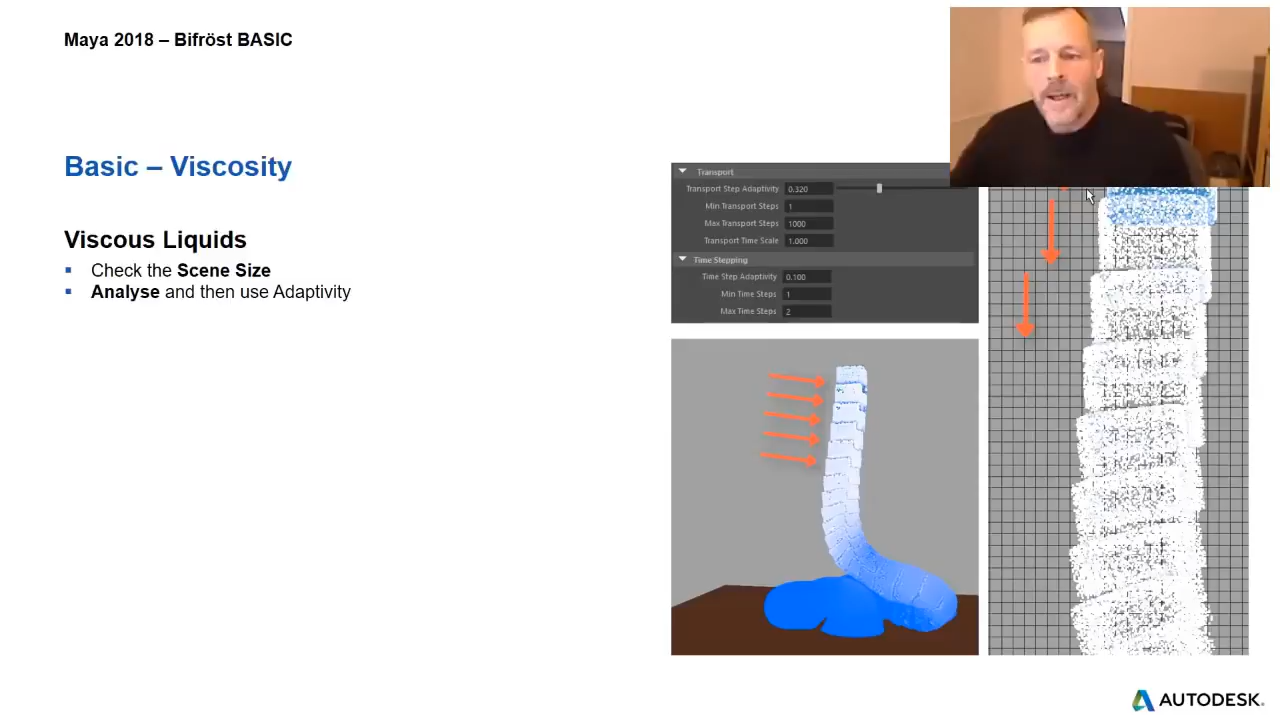 Maya 2018 – Bifröst BASIC
Basic – Viscosity
Viscous Liquids
▪ Check the Scene Size
▪ Analyse and then use Adaptivity
Transport
Transport Step Adaptivity 0.320
Min Transport Steps 1
Max Transport Steps 1000
Transport Time Scale 1.000
Time Stepping
Time Step Adaptivity 0.100
Min Time Steps 1
Max Time Steps 2
AUTODESK.